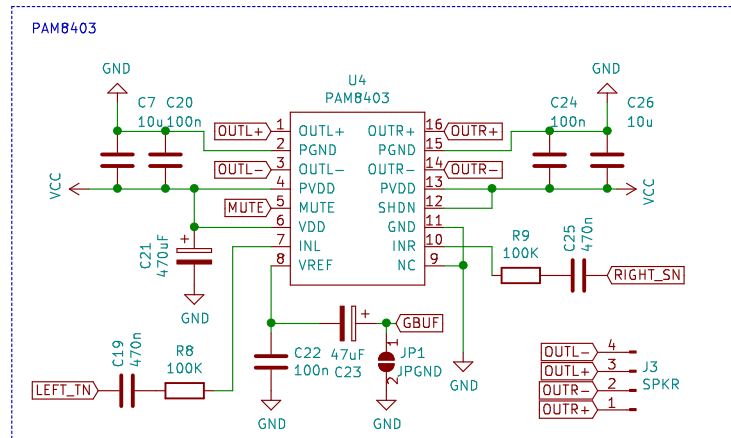 PAM8403
GND
C7
10u
C20
100n
U4
PAM8403
GND
C24
100n
C26
10u
OUTL+
1
OUTL+
OUTR+
16
OUTR+
2
PGND
PGND
15
OUTL-
3
OUTL-
OUTR-
14
OUTR-
VCC
4
PVDD
PVDD
13
VCC
MUTE
5
MUTE
SHDN
12
6
VDD
GND
11
7
INL
INR
10
8
VREF
NC
9
C21
470uF
+
GND
R9
100K
C25
470n
RIGHT_SN
+
GBUF
47uF
C23
C22
100n
1
JP1
JPGND
2
GND
C19
470n
R8
100K
LEFT_TN
GND
GND
OUTL-
4
OUTL+
3
OUTR-
2
OUTR+
1
J3
SPKR